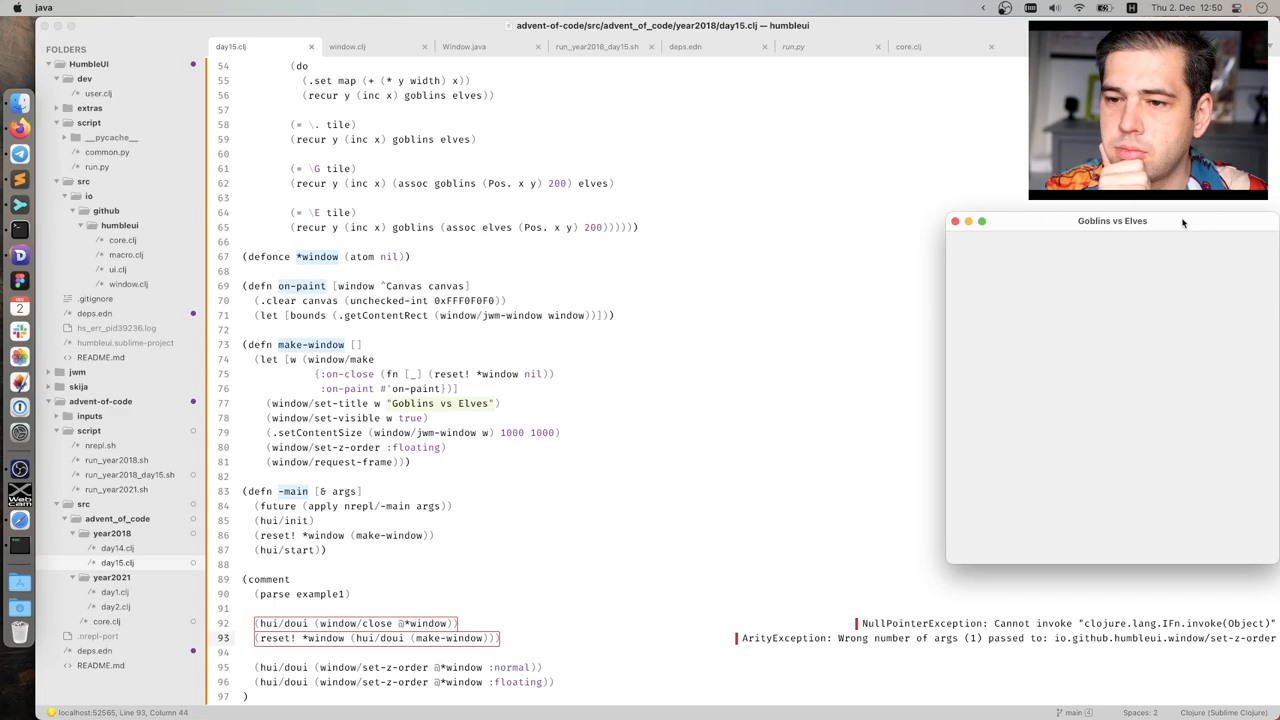 java
Thu 2. Dec 12:50
advent-of-code/src/advent_of_code/year2018/day15.clj — humbleui
FOLDERS
HumbleUI
dev
user.clj
extras
script
__pycache__
common.py
run.py
src
io
github
humbleui
core.clj
macro.clj
ui.clj
window.clj
.gitignore
deps.edn
hs_err_pid39236.log
humbleui.sublime-project
README.md
jwm
skija
advent-of-code
inputs
script
nrepl.sh
run_year2018.sh
run_year2018_day15.sh
run_year2021.sh
src
advent_of_code
year2018
day14.clj
day15.clj
year2021
day1.clj
day2.clj
core.clj
.nrepl-port
deps.edn
README.md
day15.clj
window.clj
Window.java
run_year2018_day15.sh
deps.edn
run.py
core.clj
54 (do
55 (.set map (+ (* y width) x))
56 (recur y (inc x) goblins elves))
57
58 (= \. tile)
59 (recur y (inc x) goblins elves)
60
61 (= \G tile)
62 (recur y (inc x) (assoc goblins (Pos. x y) 200) elves)
63
64 (= \E tile)
65 (recur y (inc x) goblins (assoc elves (Pos. x y) 200)))))
66
67 (defonce *window (atom nil))
68
69 (defn on-paint [window ^Canvas canvas]
70 (.clear canvas (unchecked-int 0xFFF0F0F0))
71 (let [bounds (.getContentRect (window/jwm-window window))]))
72
73 (defn make-window []
74 (let [w (window/make
75 {:on-close (fn [_] (reset! *window nil))
76 :on-paint #'on-paint})]
77 (window/set-title w "Goblins vs Elves")
78 (window/set-visible w true)
79 (.setContentSize (window/jwm-window w) 1000 1000)
80 (window/set-z-order :floating)
81 (window/request-frame)))
82
83 (defn -main [& args]
84 (future (apply nrepl/-main args))
85 (hui/init)
86 (reset! *window (make-window))
87 (hui/start))
88
89 (comment
90 (parse example1)
91
92 (hui/doui (window/close @*window)) NullPointerException: Cannot invoke "clojure.lang.IFn.invoke(Object)"
93 (reset! *window (hui/doui (make-window))) ArityException: Wrong number of args (1) passed to: io.github.humbleui.window/set-z-order
94
95 (hui/doui (window/set-z-order @*window :normal))
96 (hui/doui (window/set-z-order @*window :floating))
97 )
Goblins vs Elves
localhost:52565, Line 93, Column 44
main
4
Spaces: 2
Clojure (Sublime Clojure)